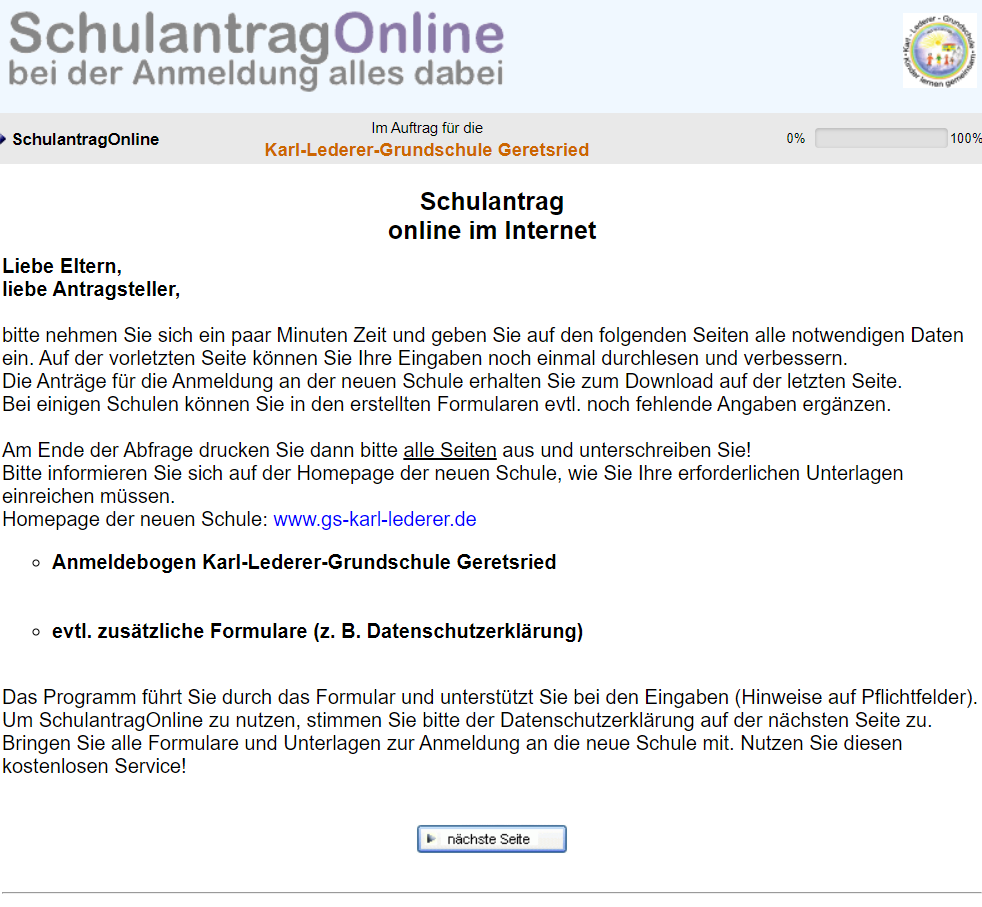 SchulantragOnline
bei der Anmeldung alles dabei
Karl - Lederer - Grundschule
Kinder lernen gemeinsam
SchulantragOnline
Im Auftrag für die
Karl-Lederer-Grundschule Geretsried
0%
100%
Schulantrag
online im Internet
Liebe Eltern,
liebe Antragsteller,
bitte nehmen Sie sich ein paar Minuten Zeit und geben Sie auf den folgenden Seiten alle notwendigen Daten
ein. Auf der vorletzten Seite können Sie Ihre Eingaben noch einmal durchlesen und verbessern.
Die Anträge für die Anmeldung an der neuen Schule erhalten Sie zum Download auf der letzten Seite.
Bei einigen Schulen können Sie in den erstellten Formularen evtl. noch fehlende Angaben ergänzen.
Am Ende der Abfrage drucken Sie dann bitte alle Seiten aus und unterschreiben Sie!
Bitte informieren Sie sich auf der Homepage der neuen Schule, wie Sie Ihre erforderlichen Unterlagen
einreichen müssen.
Homepage der neuen Schule: www.gs-karl-lederer.de
Anmeldebogen Karl-Lederer-Grundschule Geretsried
evtl. zusätzliche Formulare (z. B. Datenschutzerklärung)
Das Programm führt Sie durch das Formular und unterstützt Sie bei den Eingaben (Hinweise auf Pflichtfelder).
Um SchulantragOnline zu nutzen, stimmen Sie bitte der Datenschutzerklärung auf der nächsten Seite zu.
Bringen Sie alle Formulare und Unterlagen zur Anmeldung an die neue Schule mit. Nutzen Sie diesen
kostenlosen Service!
nächste Seite